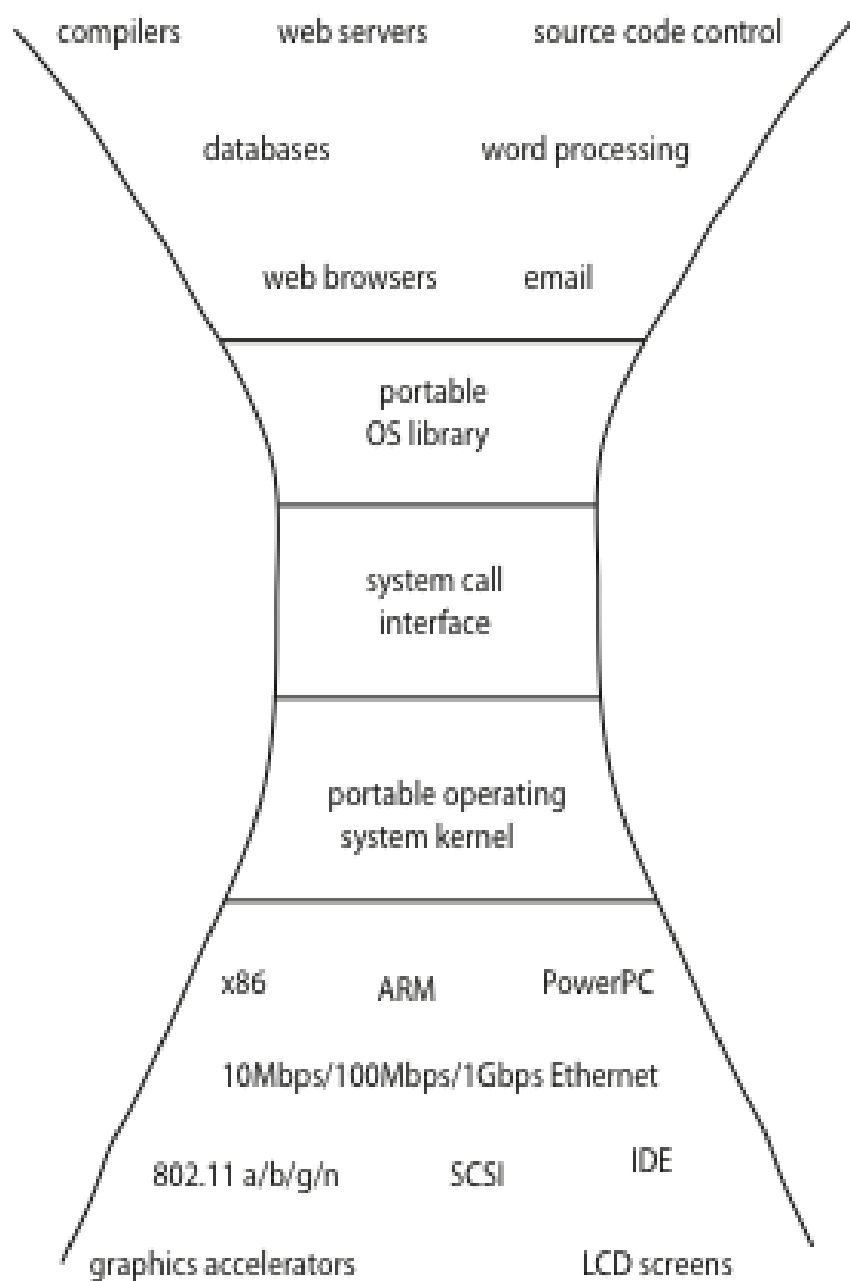 compilers web servers source code control
databases word processing
web browsers email
portable
OS library
system call
interface
portable operating
system kernel
x86 ARM PowerPC
10Mbps/100Mbps/1Gbps Ethernet
802.11 a/b/g/n SCSI IDE
graphics accelerators LCD screens